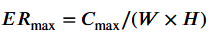 ER_max = C_max/(W × H)